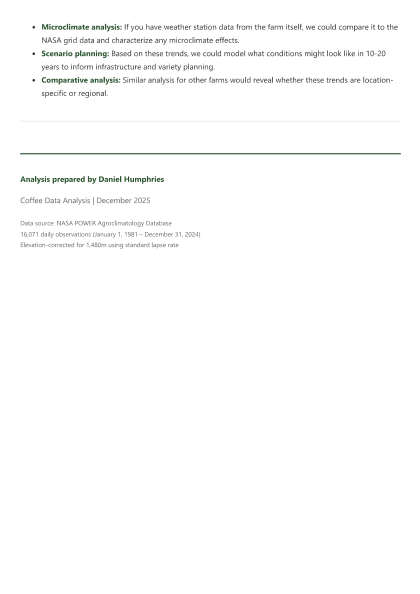 • Microclimate analysis: If you have weather station data from the farm itself, we could compare it to the
NASA grid data and characterize any microclimate effects.
• Scenario planning: Based on these trends, we could model what conditions might look like in 10-20
years to inform infrastructure and variety planning.
• Comparative analysis: Similar analysis for other farms would reveal whether these trends are location-
specific or regional.
Analysis prepared by Daniel Humphries
Coffee Data Analysis | December 2025
Data source: NASA POWER Agroclimatology Database
16,071 daily observations (January 1, 1981 – December 31, 2024)
Elevation-corrected for 1,480m using standard lapse rate